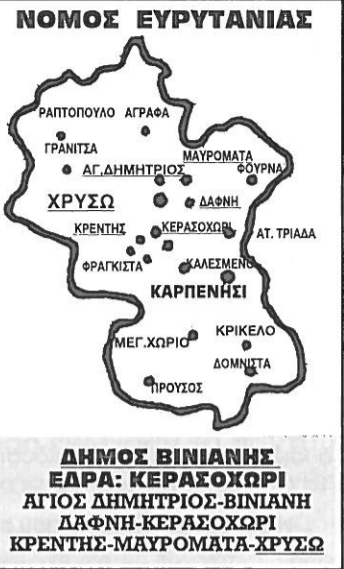 ΝΟΜΟΣ ΕΥΡΥΤΑΝΙΑΣ
ΡΑΠΤΟΠΟΥΛΟ ΑΓΡΑΦΑ
ΓΡΑΝΙΤΣΑ
ΜΑΥΡΟΜΑΤΑ
ΑΓ.ΔΗΜΗΤΡΙΟΣ
ΦΟΥΡΝΑ
ΧΡΥΣΩ
ΔΑΦΝΗ
ΚΡΕΝΤΗΣ
ΚΕΡΑΣΟΧΩΡΙ
ΑΤ. ΤΡΙΑΔΑ
ΦΡΑΓΚΙΣΤΑ
ΚΑΛΕΣΜΕΝΟ
ΚΑΡΠΕΝΗΣΙ
ΜΕΓ.ΧΩΡΙΟ
ΚΡΙΚΕΛΟ
ΔΟΜΝΙΣΤΑ
ΠΡΟΥΣΟΣ
ΔΗΜΟΣ ΒΙΝΙΑΝΗΣ
ΕΔΡΑ: ΚΕΡΑΣΟΧΩΡΙ
ΑΓΙΟΣ ΔΗΜΗΤΡΙΟΣ-ΒΙΝΙΑΝΗ
ΔΑΦΝΗ-ΚΕΡΑΣΟΧΩΡΙ
ΚΡΕΝΤΗΣ-ΜΑΥΡΟΜΑΤΑ-ΧΡΥΣΩ